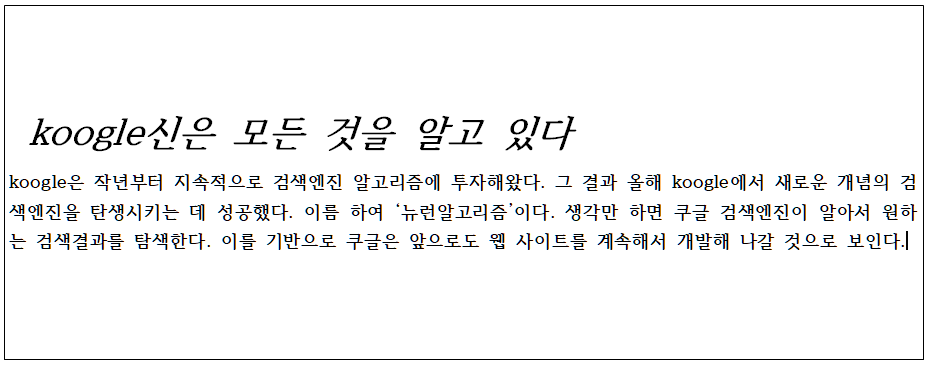 koogle신은 모든 것을 알고 있다
koogle은 작년부터 지속적으로 검색엔진 알고리즘에 투자해왔다. 그 결과 올해 koogle에서 새로운 개념의 검
색엔진을 탄생시키는 데 성공했다. 이름 하여 ‘뉴런알고리즘’이다. 생각만 하면 쿠글 검색엔진이 알아서 원하
는 검색결과를 탐색한다. 이를 기반으로 쿠글은 앞으로도 웹 사이트를 계속해서 개발해 나갈 것으로 보인다.